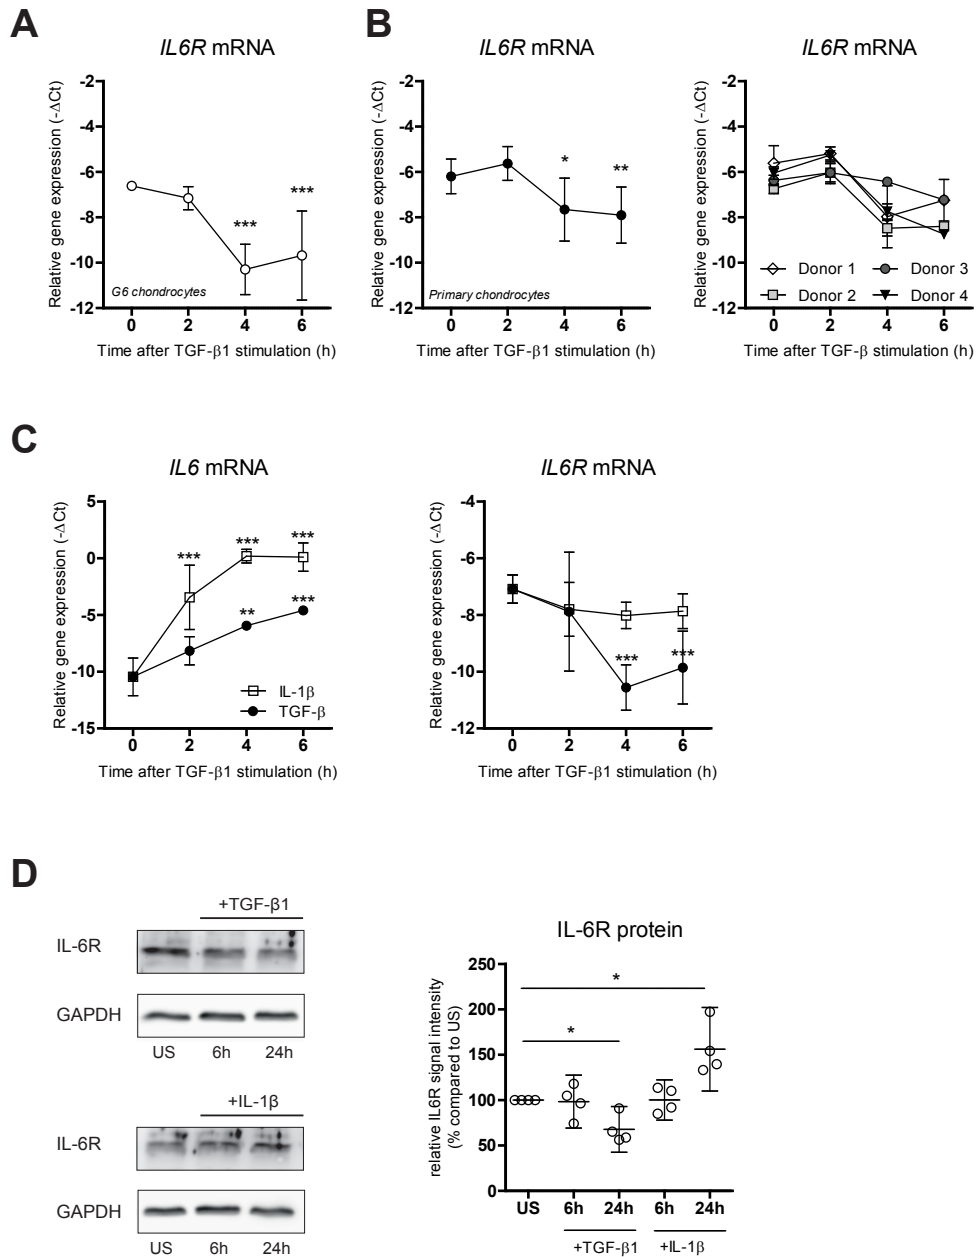 A
B
IL6R mRNA
IL6R mRNA
IL6R mRNA
Relative gene expression (-ΔCt)
-2
-4
-6
-8
-10
-12
***
***
G6 chondrocytes
0 2 4 6
Time after TGF-β1 stimulation (h)
Relative gene expression (-ΔCt)
-2
-4
-6
-8
-10
-12
*
**
Primary chondrocytes
0 2 4 6
Time after TGF-β1 stimulation (h)
Relative gene expression (-ΔCt)
-2
-4
-6
-8
-10
-12
Donor 1 Donor 3
Donor 2 Donor 4
0 2 4 6
Time after TGF-β stimulation (h)
C
IL6 mRNA
Relative gene expression (-ΔCt)
5
0
-5
-10
-15
***
***
***
**
***
IL-1β
TGF-β
0 2 4 6
Time after TGF-β1 stimulation (h)
IL6R mRNA
Relative gene expression (-ΔCt)
-4
-6
-8
-10
-12
***
***
0 2 4 6
Time after TGF-β1 stimulation (h)
D
+TGF-β1
IL-6R
GAPDH
US 6h 24h
+IL-1β
IL-6R
GAPDH
US 6h 24h
IL-6R protein
relative IL6R signal intensity
(% compared to US)
250
200
150
100
50
0
*
*
US 6h 24h 6h 24h
+TGF-β1 +IL-1β